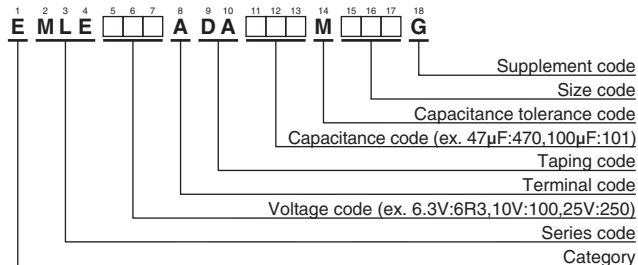 1 2 3 4 5 6 7 8 9 10 11 12 13 14 15 16 17 18
E MLE □□□ A DA □□□ M □□□ G
Supplement code
Size code
Capacitance tolerance code
Capacitance code (ex. 47μF:470,100μF:101)
Taping code
Terminal code
Voltage code (ex. 6.3V:6R3,10V:100,25V:250)
Series code
Category